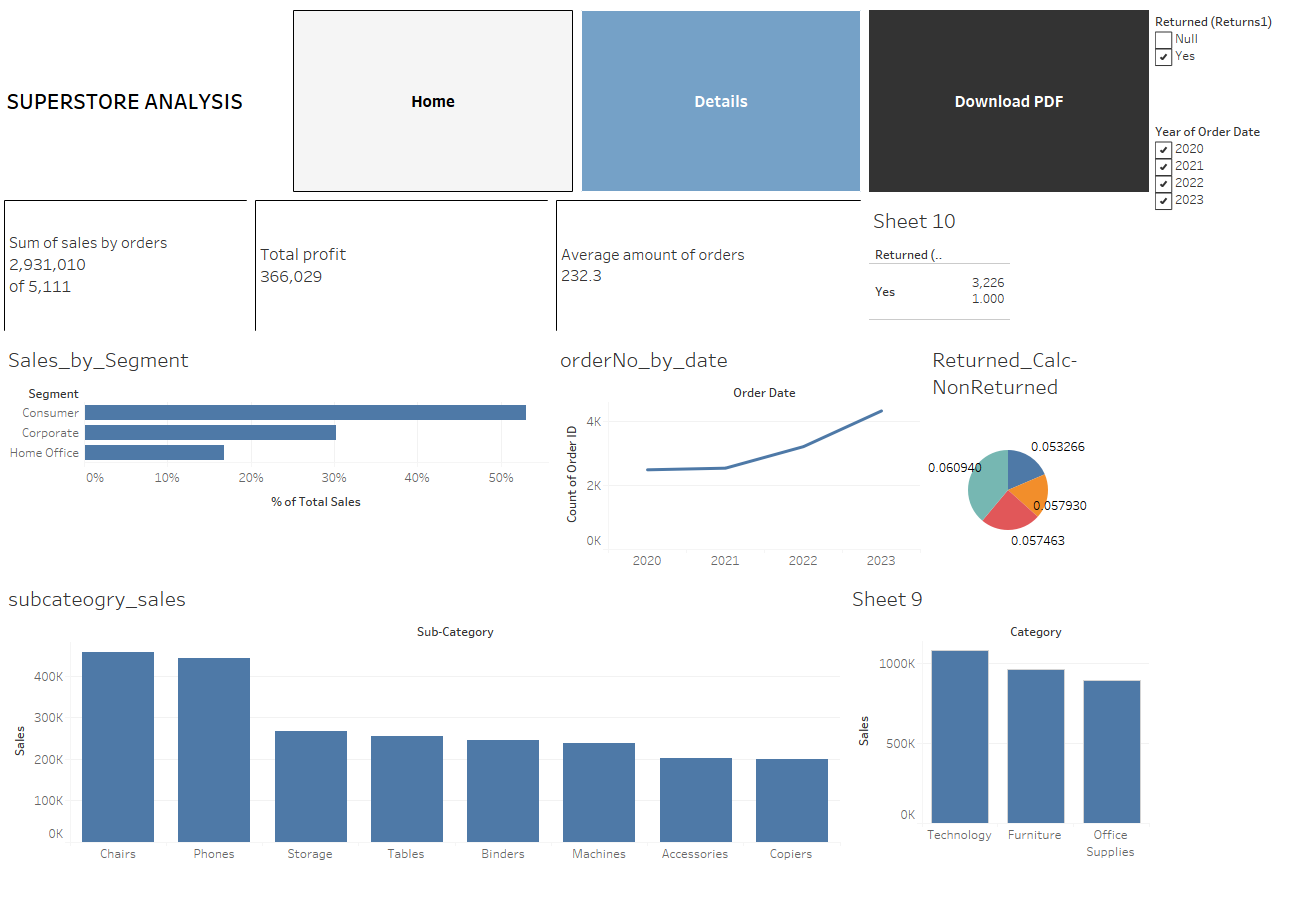 SUPERSTORE ANALYSIS
Home
Details
Download PDF
Returned (Returns1)
Null
Yes
Year of Order Date
2020
2021
2022
2023
Sum of sales by orders
2,931,010
of 5,111
Total profit
366,029
Average amount of orders
232.3
Sheet 10
Returned (..
Yes
3,226
1.000
Sales_by_Segment
Segment
Consumer
Corporate
Home Office
0% 10% 20% 30% 40% 50%
% of Total Sales
orderNo_by_date
Order Date
Count of Order ID
4K
2K
0K
2020 2021 2022 2023
Returned_Calc-
NonReturned
0.053266
0.060940
0.057930
0.057463
subcateogry_sales
Sub-Category
Sales
400K
300K
200K
100K
0K
Chairs Phones Storage Tables Binders Machines Accessories Copiers
Sheet 9
Category
Sales
1000K
500K
0K
Technology Furniture Office
Supplies